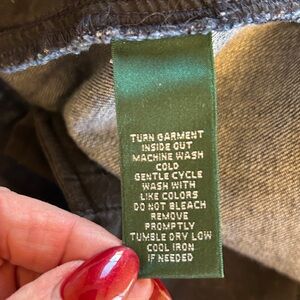 TURN GARMENT
INSIDE OUT
MACHINE WASH
COLD
GENTLE CYCLE
WASH WITH
LIKE COLORS
DO NOT BLEACH
REMOVE
PROMPTLY
TUMBLE DRY LOW
COOL IRON
IF NEEDED